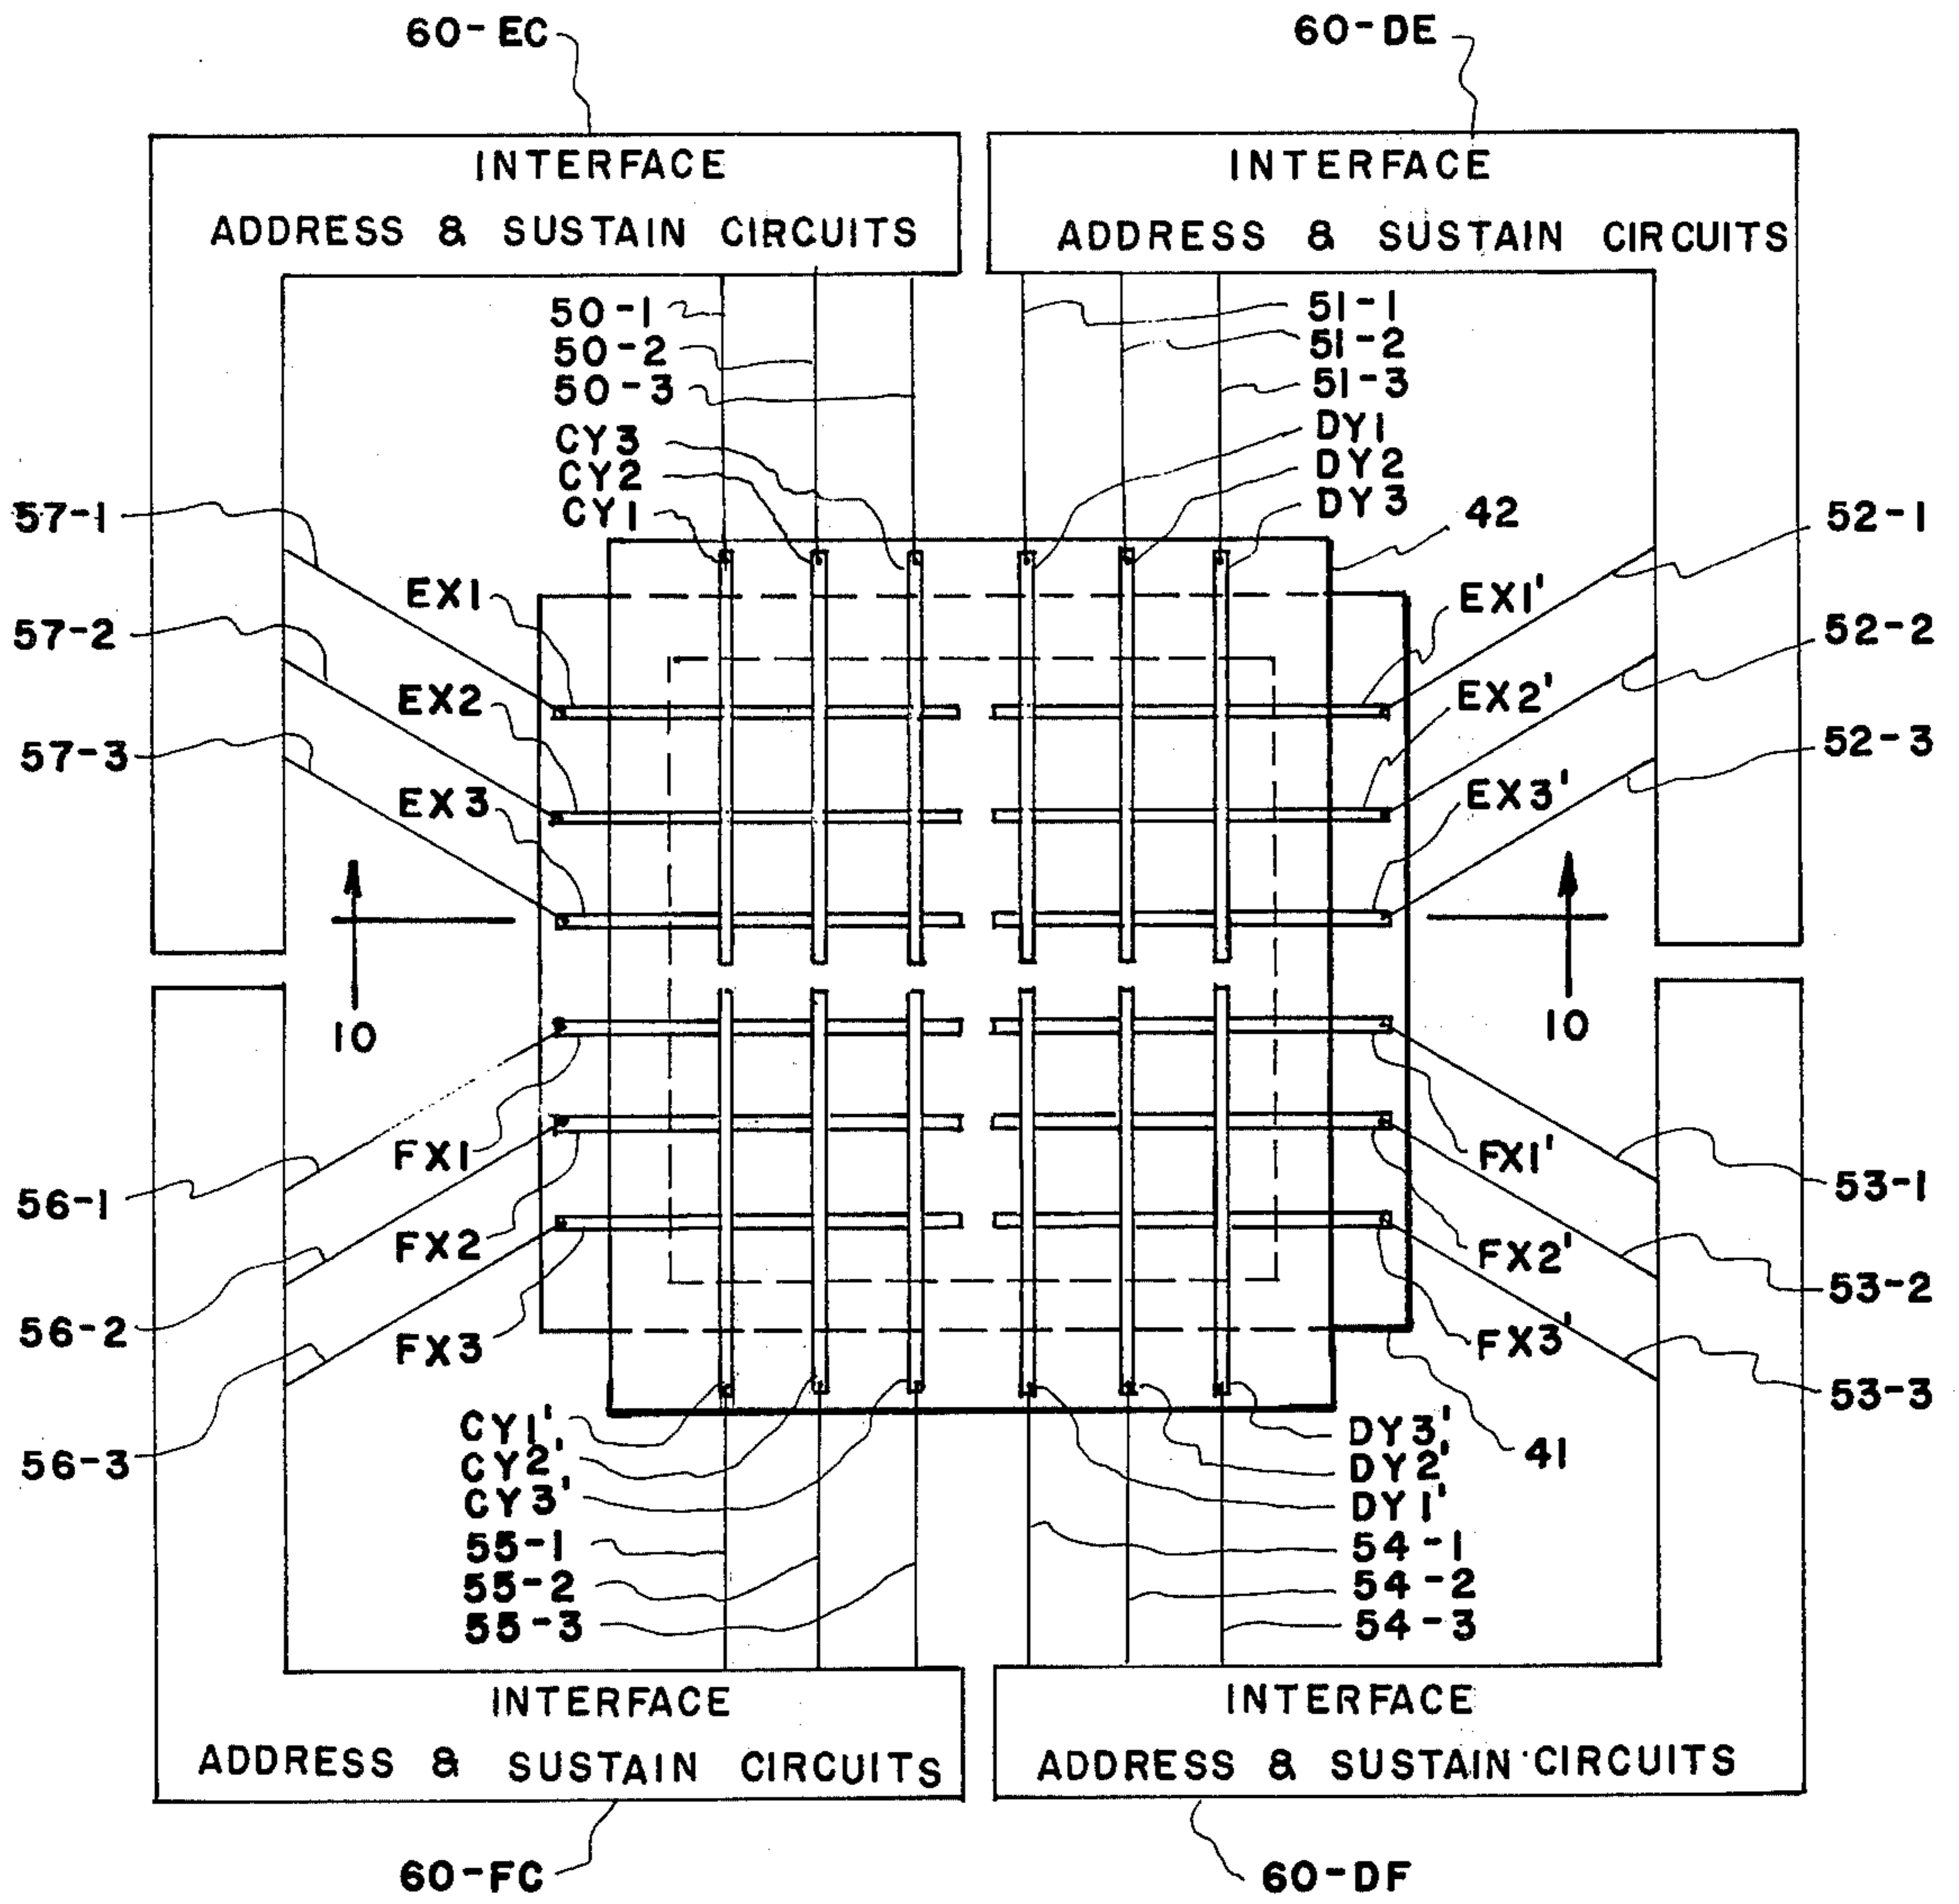 60-EC
60-DE
INTERFACE
ADDRESS & SUSTAIN CIRCUITS
INTERFACE
ADDRESS & SUSTAIN CIRCUITS
50-1
50-2
50-3
CY3
CY2
CY1
51-1
51-2
51-3
DY1
DY2
DY3
42
57-1
57-2
57-3
EX1
EX2
EX3
EX1'
EX2'
EX3'
52-1
52-2
52-3
10
10
56-1
56-2
56-3
FX1
FX2
FX3
FX1'
FX2'
FX3'
53-1
53-2
53-3
41
CY1'
CY2'
CY3'
55-1
55-2
55-3
DY3'
DY2'
DY1'
54-1
54-2
54-3
INTERFACE
ADDRESS & SUSTAIN CIRCUITS
INTERFACE
ADDRESS & SUSTAIN CIRCUITS
60-FC
60-DF